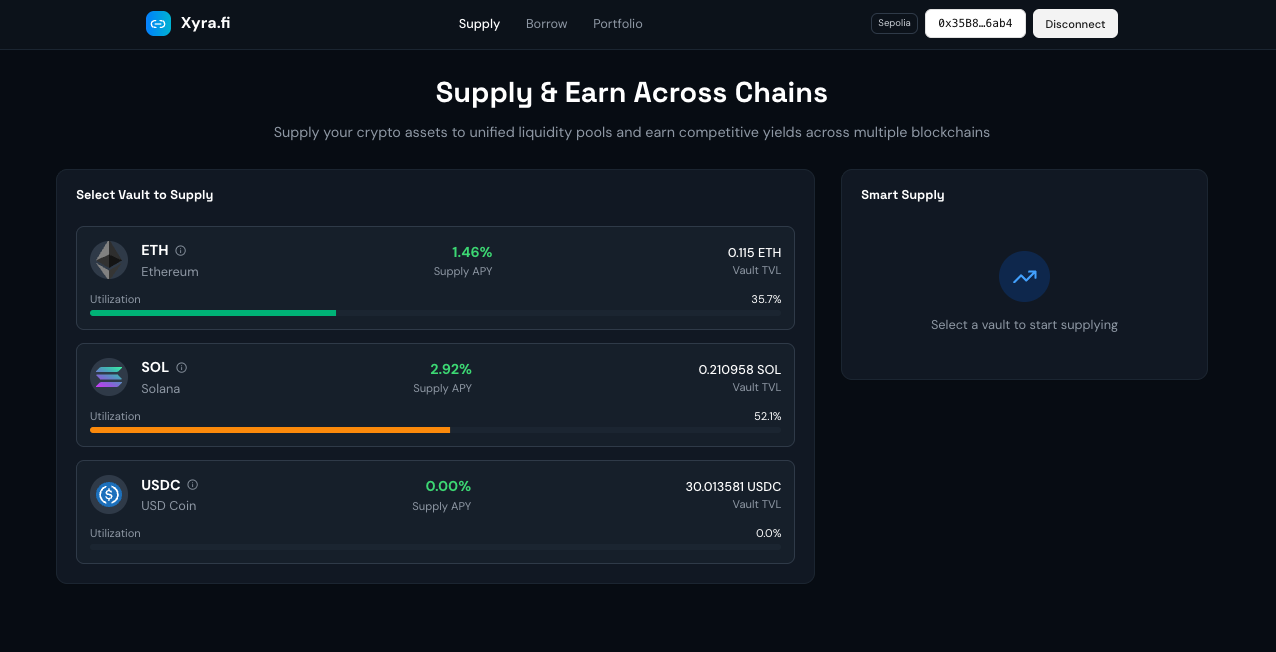 Xyra.fi
Supply Borrow Portfolio
Sepolia 0x35B8…6ab4 Disconnect
Supply & Earn Across Chains
Supply your crypto assets to unified liquidity pools and earn competitive yields across multiple blockchains
Select Vault to Supply
ETH 1.46% 0.115 ETH
Ethereum Supply APY Vault TVL
Utilization 35.7%
SOL 2.92% 0.210958 SOL
Solana Supply APY Vault TVL
Utilization 52.1%
USDC 0.00% 30.013581 USDC
USD Coin Supply APY Vault TVL
Utilization 0.0%
Smart Supply
Select a vault to start supplying